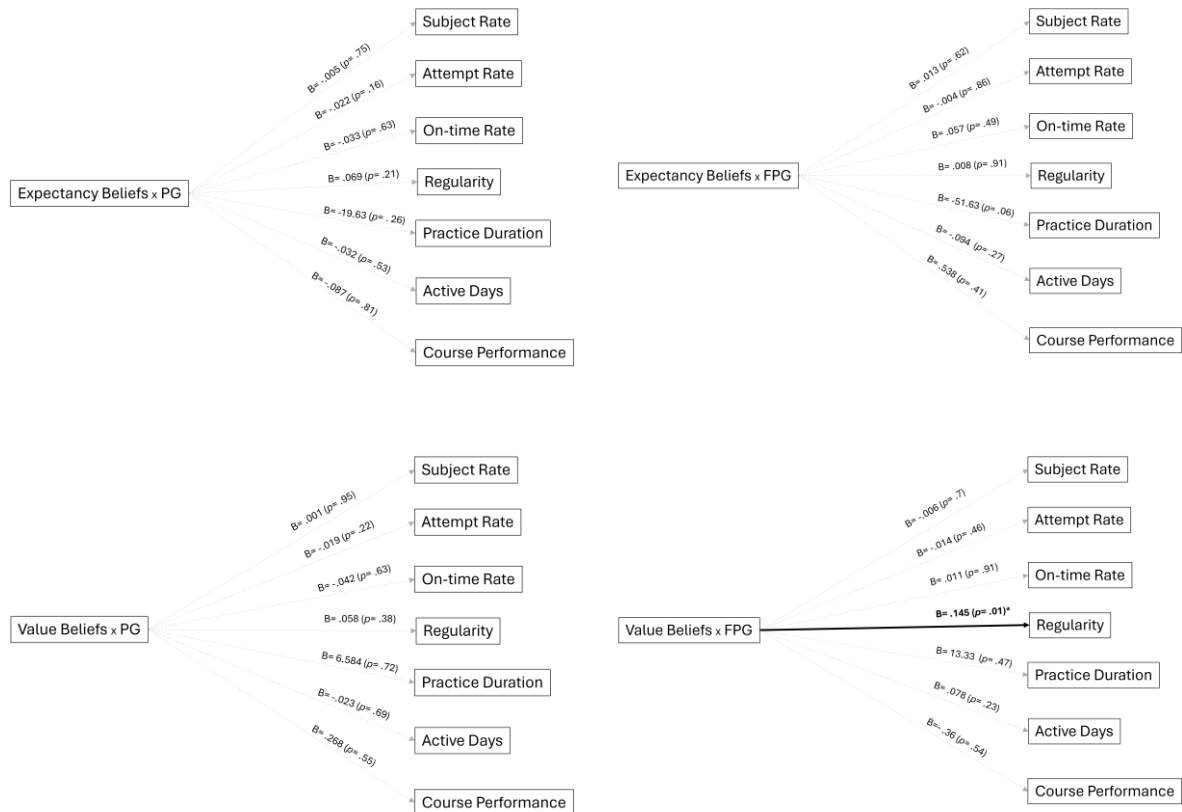 Subject Rate
B= -.005 (p= .75)
Attempt Rate
B= -.022 (p= .16)
On-time Rate
B= -.033 (p= .63)
Expectancy Beliefs x PG
B= .069 (p= .21)
Regularity
B= -19.63 (p= . 26)
Practice Duration
B= -.032 (p= .53)
Active Days
B= -.087 (p= .81)
Course Performance
Subject Rate
B= .013 (p= .62)
Attempt Rate
B= -.004 (p= .86)
On-time Rate
B= .057 (p= .49)
Expectancy Beliefs x FPG
B= .008 (p= .91)
Regularity
B= -51.63 (p= .06)
Practice Duration
B= -.094 (p= .27)
Active Days
B= .538 (p= .41)
Course Performance
Subject Rate
B= .001 (p= .95)
Attempt Rate
B= -.019 (p= .22)
On-time Rate
B= -.042 (p= .63)
Value Beliefs x PG
B= .058 (p= .38)
Regularity
B= 6.584 (p= .72)
Practice Duration
B= -.023 (p= .69)
Active Days
B= .268 (p= .55)
Course Performance
Subject Rate
B= -.006 (p= .7)
Attempt Rate
B= -.014 (p= .46)
On-time Rate
B= .011 (p= .91)
Value Beliefs x FPG
B= .145 (p= .01)*
Regularity
B= 13.33 (p= .47)
Practice Duration
B= .078 (p= .23)
Active Days
B= -.36 (p= .54)
Course Performance